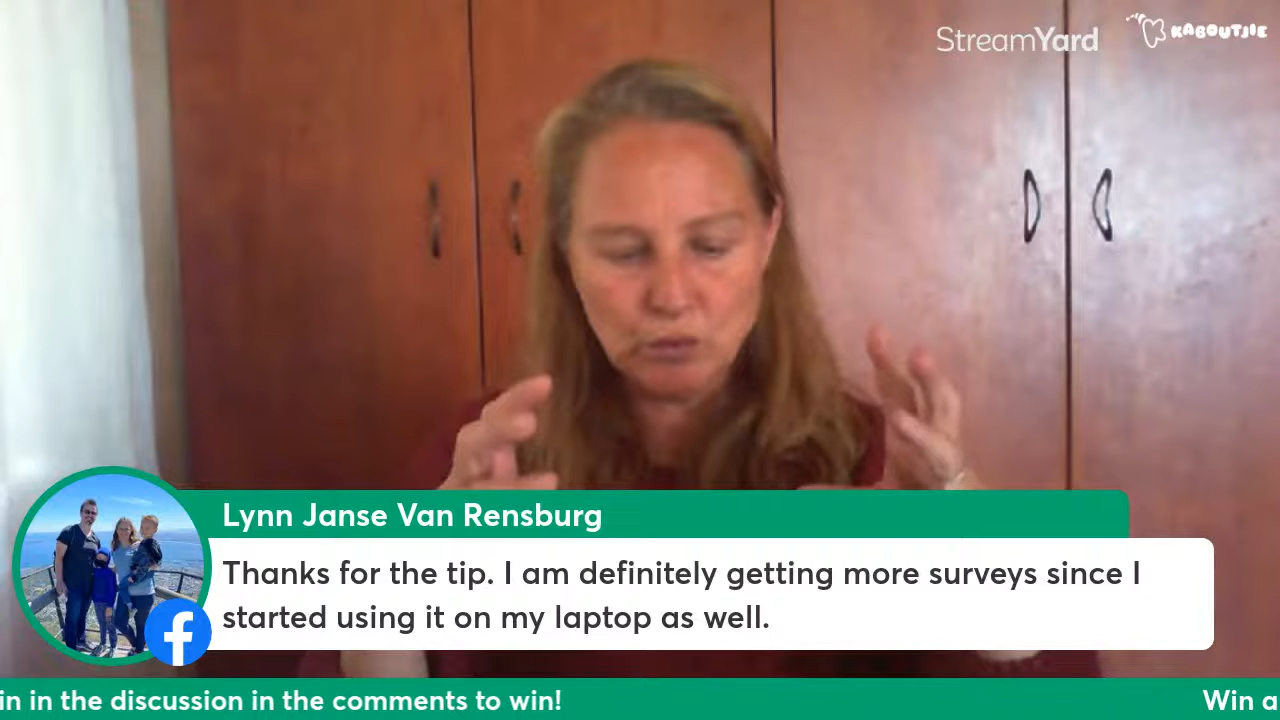 StreamYard
KABOUTJIE
Lynn Janse Van Rensburg
Thanks for the tip. I am definitely getting more surveys since I
started using it on my laptop as well.
in in the discussion in the comments to win!
Win a